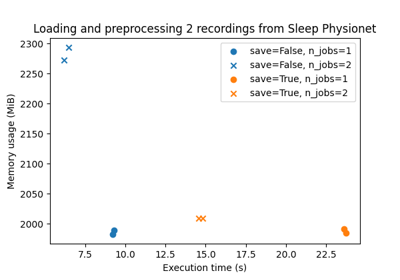 Loading and preprocessing 2 recordings from Sleep Physionet
2300
2250
2200
2150
2100
2050
2000
Memory usage (MiB)
save=False, n_jobs=1
save=False, n_jobs=2
save=True, n_jobs=1
save=True, n_jobs=2
7.5 10.0 12.5 15.0 17.5 20.0 22.5
Execution time (s)